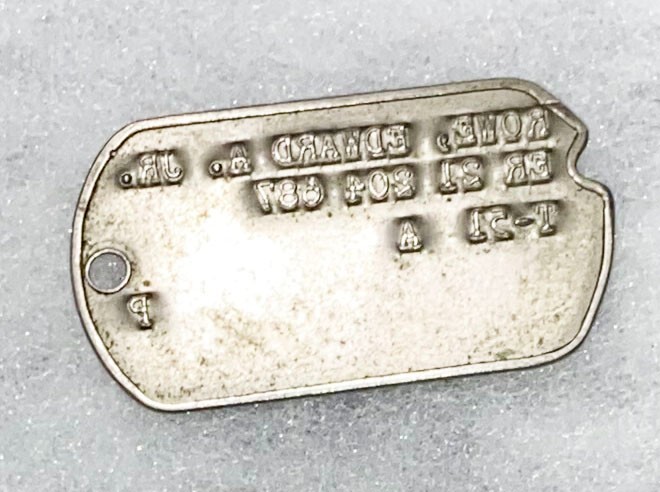 ROWE, EDWARD A. JR.
ER 21 204 687
T-51 A
P